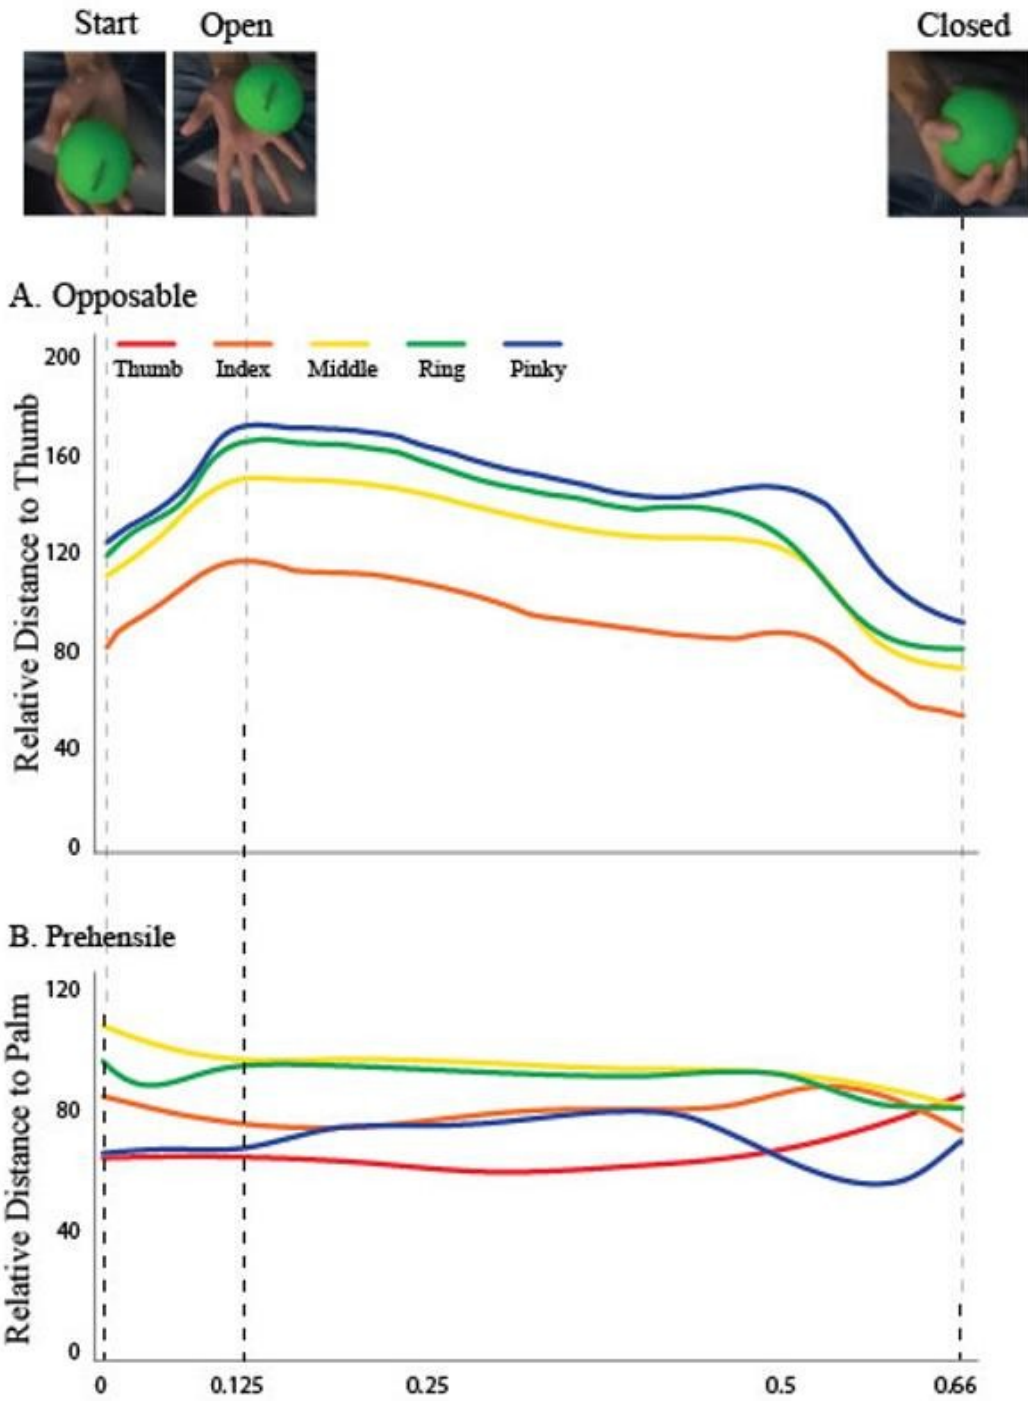 Start Open Closed
A. Opposable
Thumb Index Middle Ring Pinky
Relative Distance to Thumb
200
160
120
80
40
0
B. Prehensile
Relative Distance to Palm
120
80
40
0
0 0.125 0.25 0.5 0.66